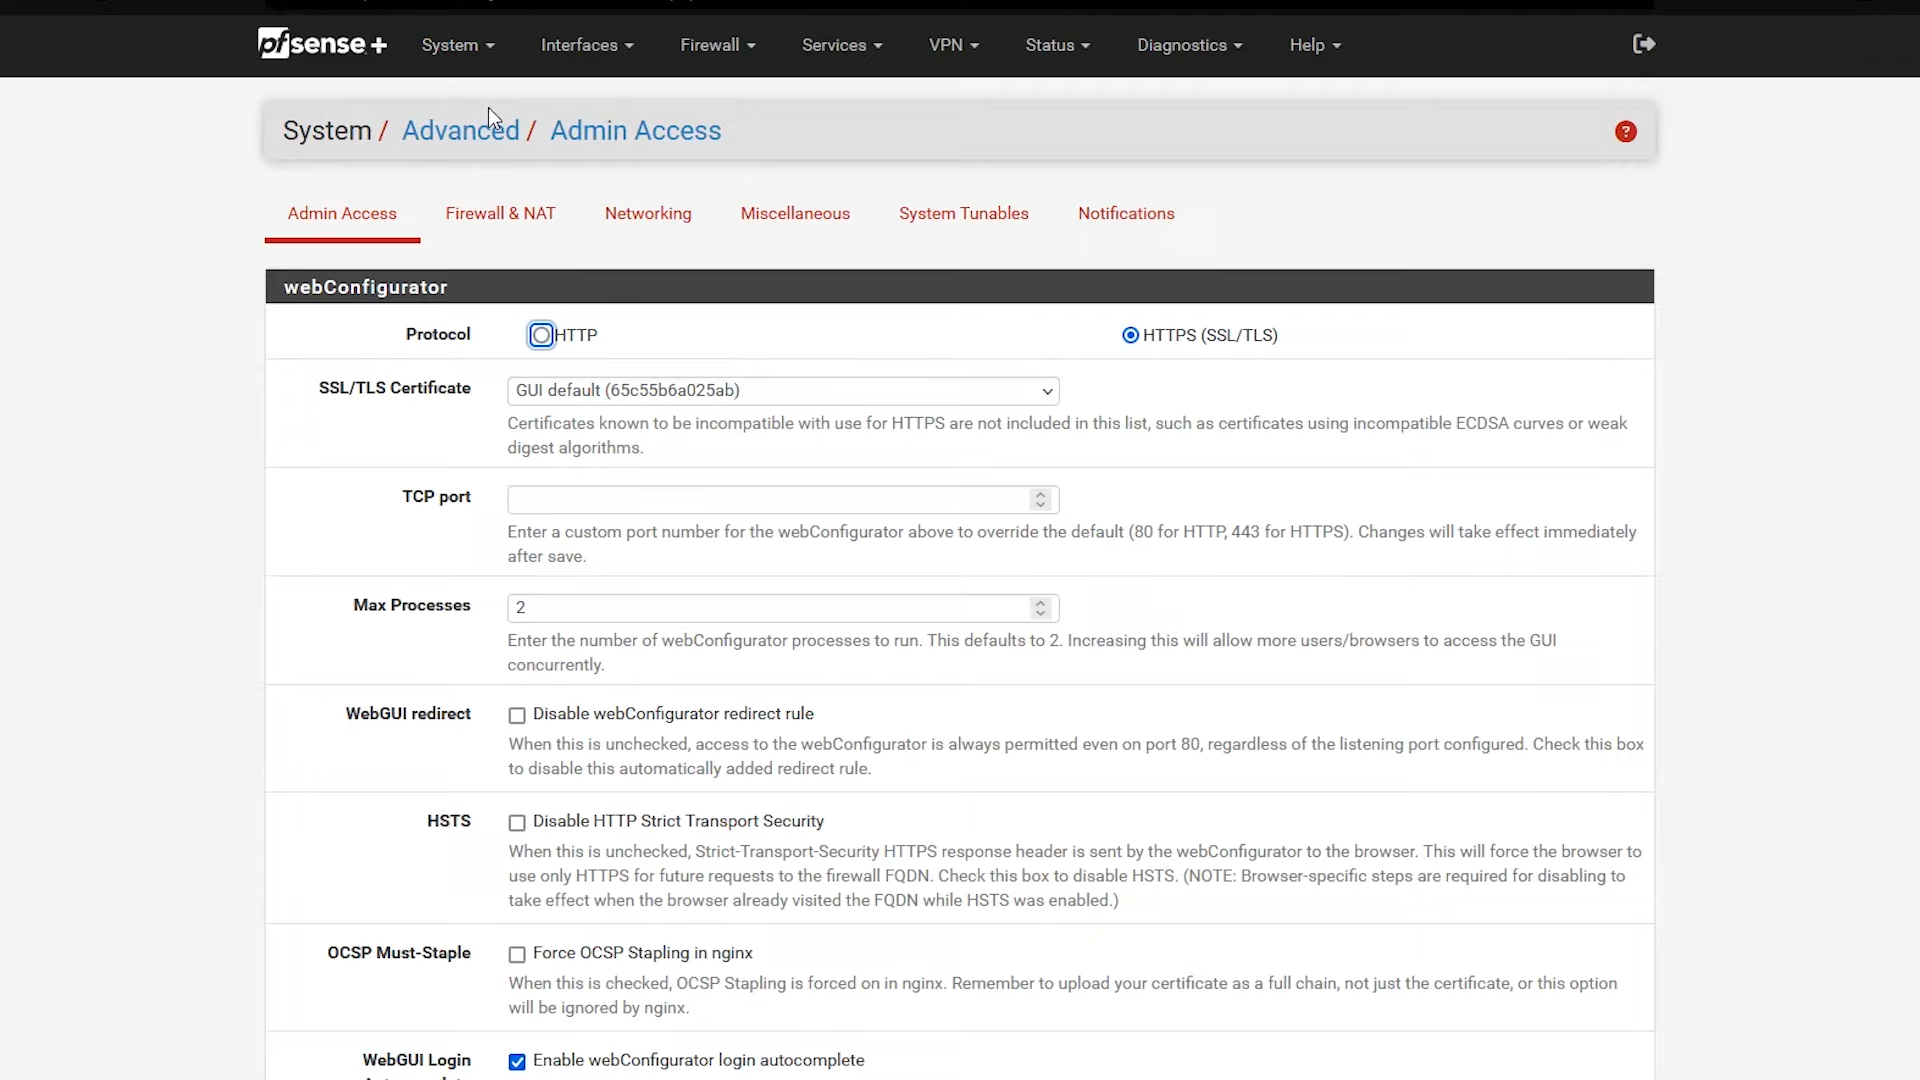 pfsense +
System
Interfaces
Firewall
Services
VPN
Status
Diagnostics
Help
System / Advanced / Admin Access
?
Admin Access
Firewall & NAT
Networking
Miscellaneous
System Tunables
Notifications
webConfigurator
Protocol
HTTP
HTTPS (SSL/TLS)
SSL/TLS Certificate
GUI default (65c55b6a025ab)
Certificates known to be incompatible with use for HTTPS are not included in this list, such as certificates using incompatible ECDSA curves or weak
digest algorithms.
TCP port
Enter a custom port number for the webConfigurator above to override the default (80 for HTTP, 443 for HTTPS). Changes will take effect immediately
after save.
Max Processes
2
Enter the number of webConfigurator processes to run. This defaults to 2. Increasing this will allow more users/browsers to access the GUI
concurrently.
WebGUI redirect
Disable webConfigurator redirect rule
When this is unchecked, access to the webConfigurator is always permitted even on port 80, regardless of the listening port configured. Check this box
to disable this automatically added redirect rule.
HSTS
Disable HTTP Strict Transport Security
When this is unchecked, Strict-Transport-Security HTTPS response header is sent by the webConfigurator to the browser. This will force the browser to
use only HTTPS for future requests to the firewall FQDN. Check this box to disable HSTS. (NOTE: Browser-specific steps are required for disabling to
take effect when the browser already visited the FQDN while HSTS was enabled.)
OCSP Must-Staple
Force OCSP Stapling in nginx
When this is checked, OCSP Stapling is forced on in nginx. Remember to upload your certificate as a full chain, not just the certificate, or this option
will be ignored by nginx.
WebGUI Login
Enable webConfigurator login autocomplete